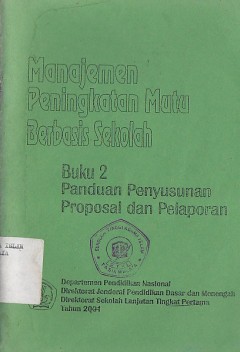 Manajemen
Peningkatan Mutu
Berbasis Sekolah
Buku 2
Panduan Penyusunan
Proposal dan Pelaporan
Departemen Pendidikan Nasional
Direktorat Jenderal Pendidikan Dasar dan Menengah
Direktorat Sekolah Lanjutan Tingkat Pertama
Tahun 2001